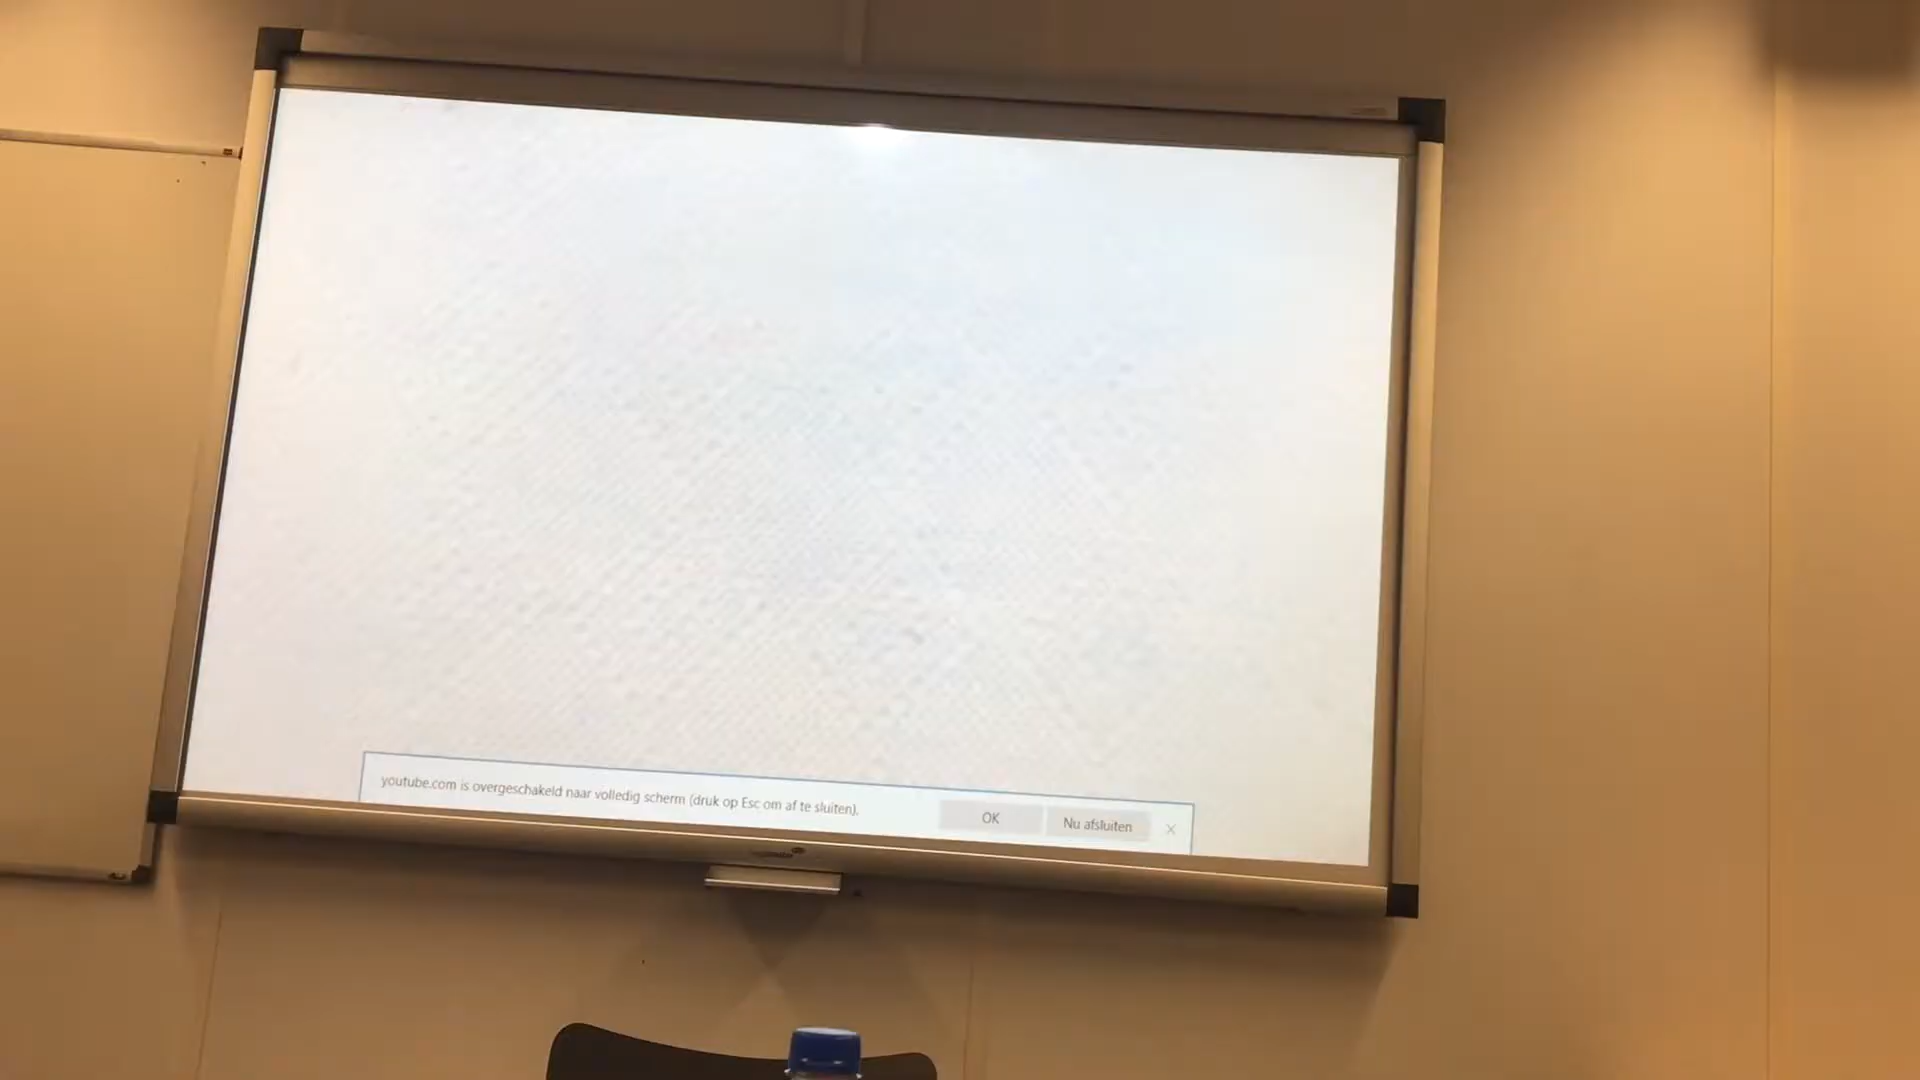 youtube.com is overgeschakeld naar volledig scherm (druk op Esc om af te sluiten).
OK
Nu afsluiten